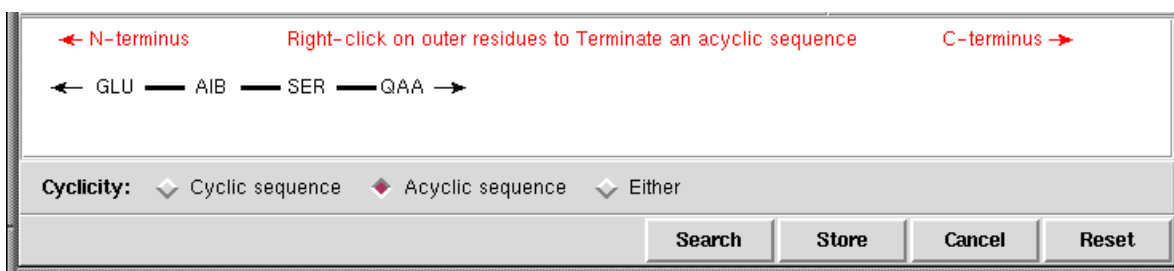 N-terminus Right-click on outer residues to Terminate an acyclic sequence C-terminus
GLU AIB SER QAA
Cyclicity: Cyclic sequence Acyclic sequence Either
Search Store Cancel Reset